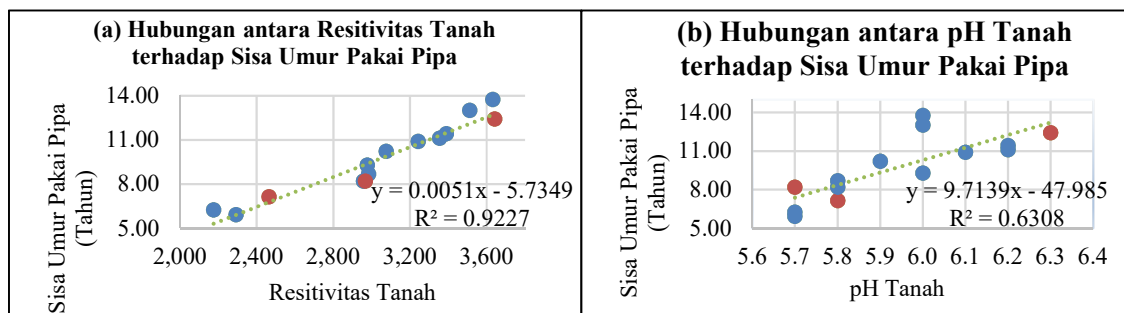 (a) Hubungan antara Resitivitas Tanah
terhadap Sisa Umur Pakai Pipa
Sisa Umur Pakai Pipa
(Tahun)
14.00
11.00
8.00
5.00
y = 0.0051x - 5.7349
R² = 0.9227
2,000 2,400 2,800 3,200 3,600
Resitivitas Tanah
(b) Hubungan antara pH Tanah
terhadap Sisa Umur Pakai Pipa
Sisa Umur Pakai Pipa
(Tahun)
14.00
11.00
8.00
5.00
y = 9.7139x - 47.985
R² = 0.6308
5.6 5.7 5.8 5.9 6.0 6.1 6.2 6.3 6.4
pH Tanah